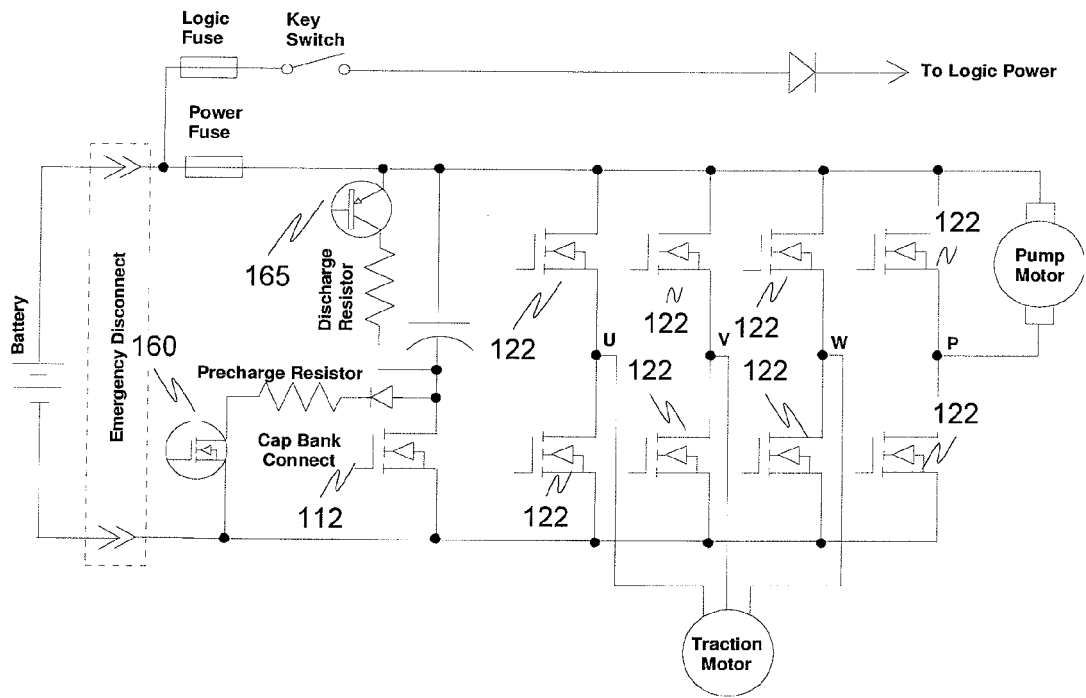 Logic
Fuse
Key
Switch
To Logic Power
Power
Fuse
Battery
Emergency Disconnect
165
Discharge
Resistor
160
Precharge Resistor
Cap Bank
Connect
112
122
122
122
122
Pump
Motor
U
V
W
P
122
122
122
122
Traction
Motor